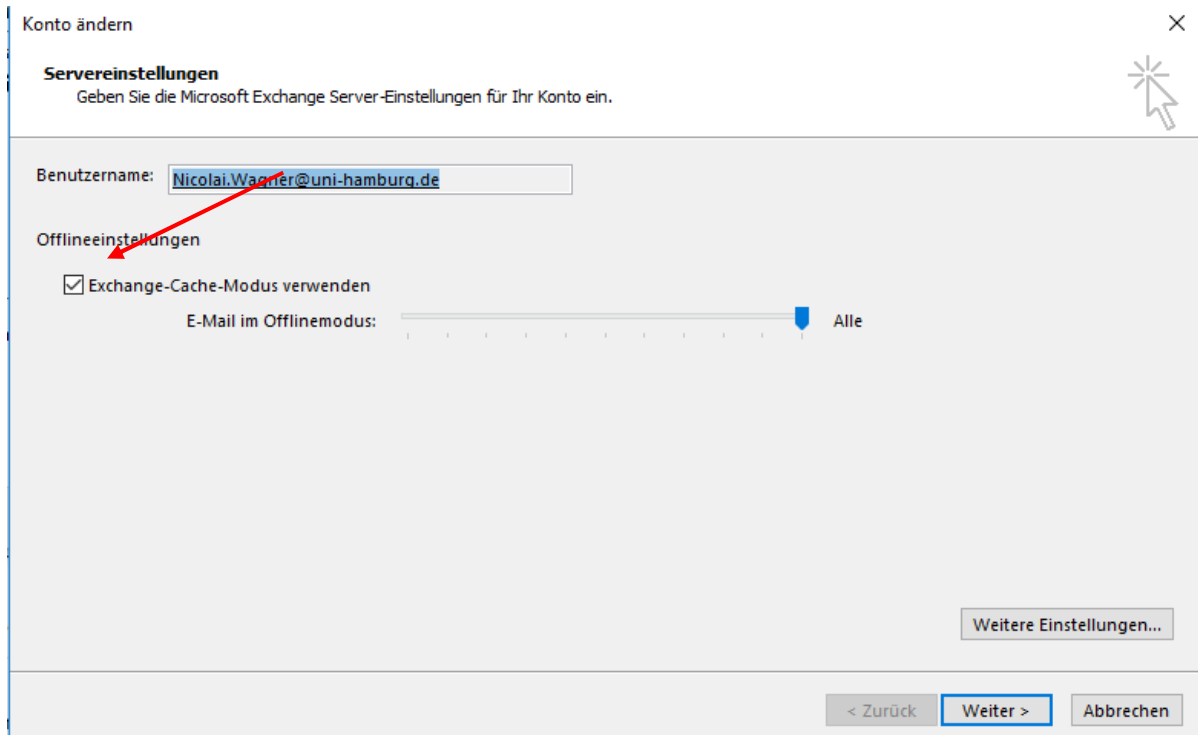 Konto ändern
Servereinstellungen
Geben Sie die Microsoft Exchange Server-Einstellungen für Ihr Konto ein.
Benutzername: Nicolai.Wagner@uni-hamburg.de
Offlineeinstellungen
Exchange-Cache-Modus verwenden
E-Mail im Offlinemodus: Alle
Weitere Einstellungen...
< Zurück Weiter > Abbrechen